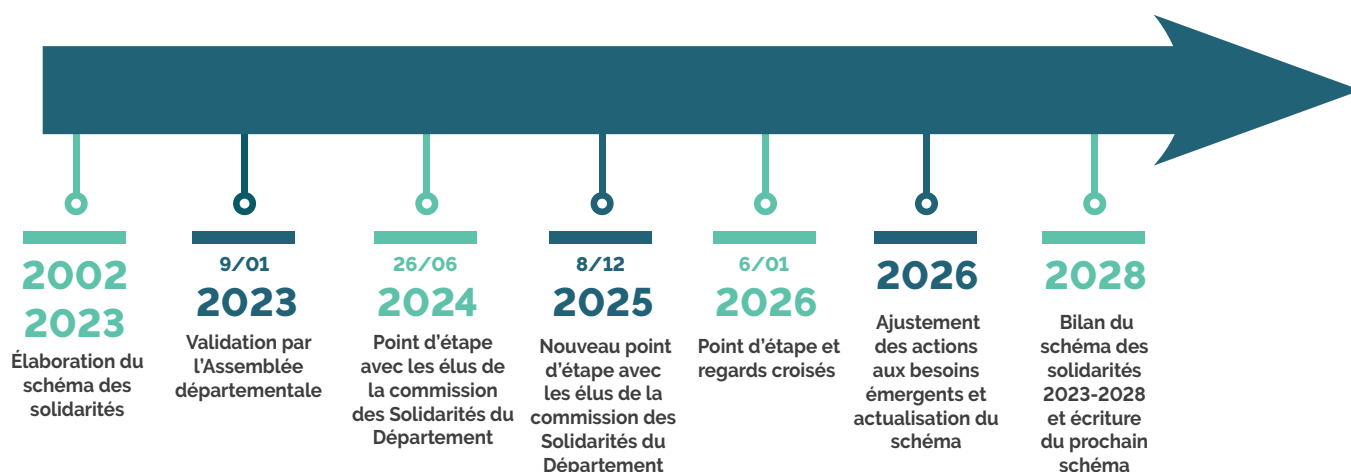 2002
2023
Élaboration du
schéma des
solidarités
9/01
2023
Validation par
l'Assemblée
départementale
26/06
2024
Point d'étape
avec les élus de
la commission
des Solidarités du
Département
8/12
2025
Nouveau point
d'étape avec
les élus de la
commission des
Solidarités du
Département
6/01
2026
Point d'étape et
regards croisés
2026
Ajustement
des actions
aux besoins
émergents et
actualisation du
schéma
2028
Bilan du
schéma des
solidarités
2023-2028
et écriture
du prochain
schéma